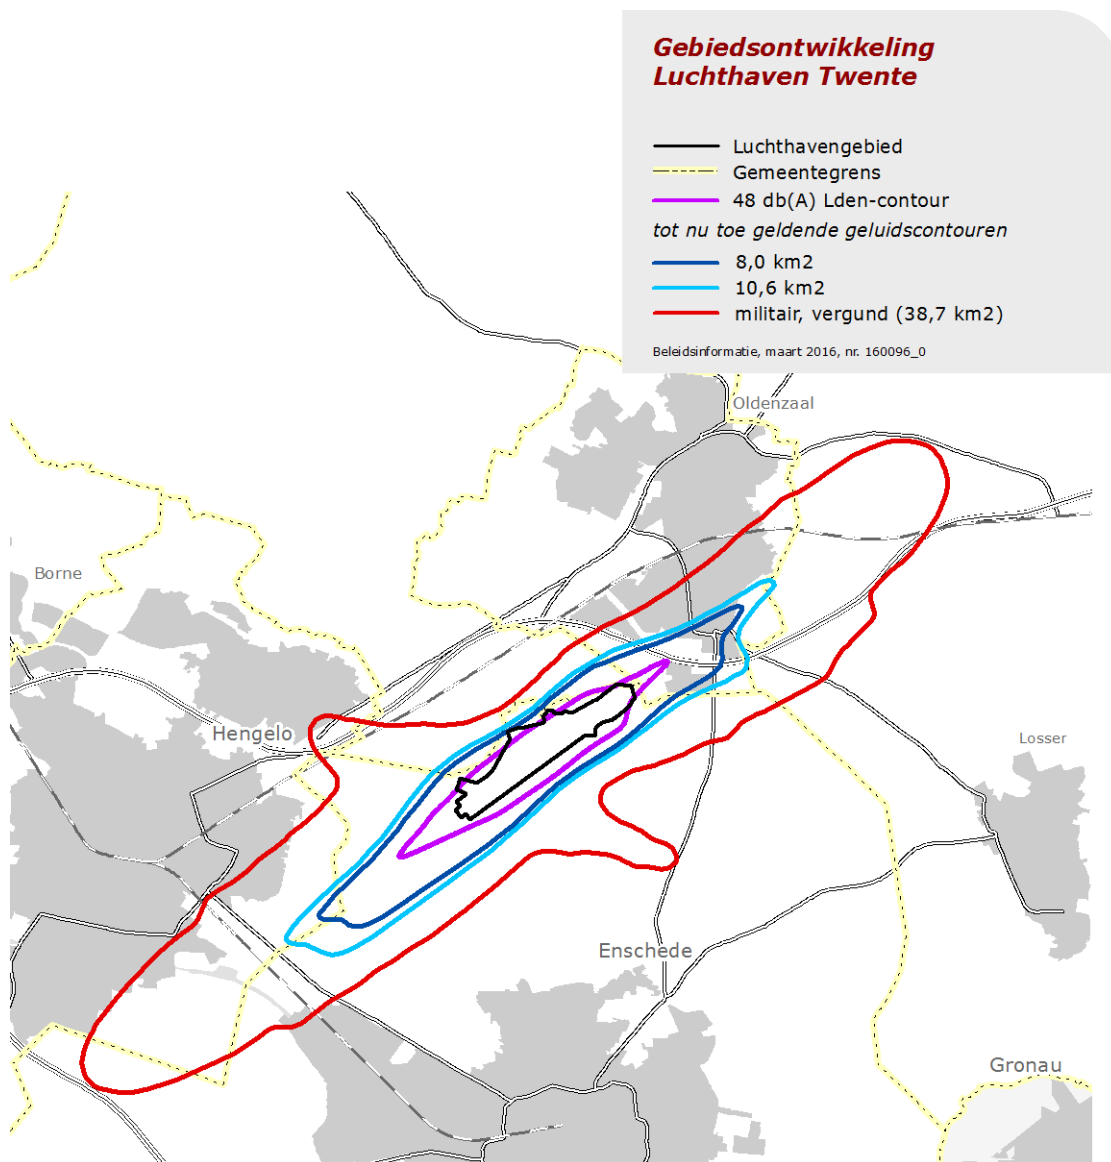 Gebiedsontwikkeling
Luchthaven Twente
Luchthavengebied
Gemeentegrens
48 db(A) Lden-contour
tot nu toe geldende geluidscontouren
8,0 km2
10,6 km2
militair, vergund (38,7 km2)
Beleidsinformatie, maart 2016, nr. 160096_0
Oldenzaal
Borne
Hengelo
Losser
Enschede
Gronau